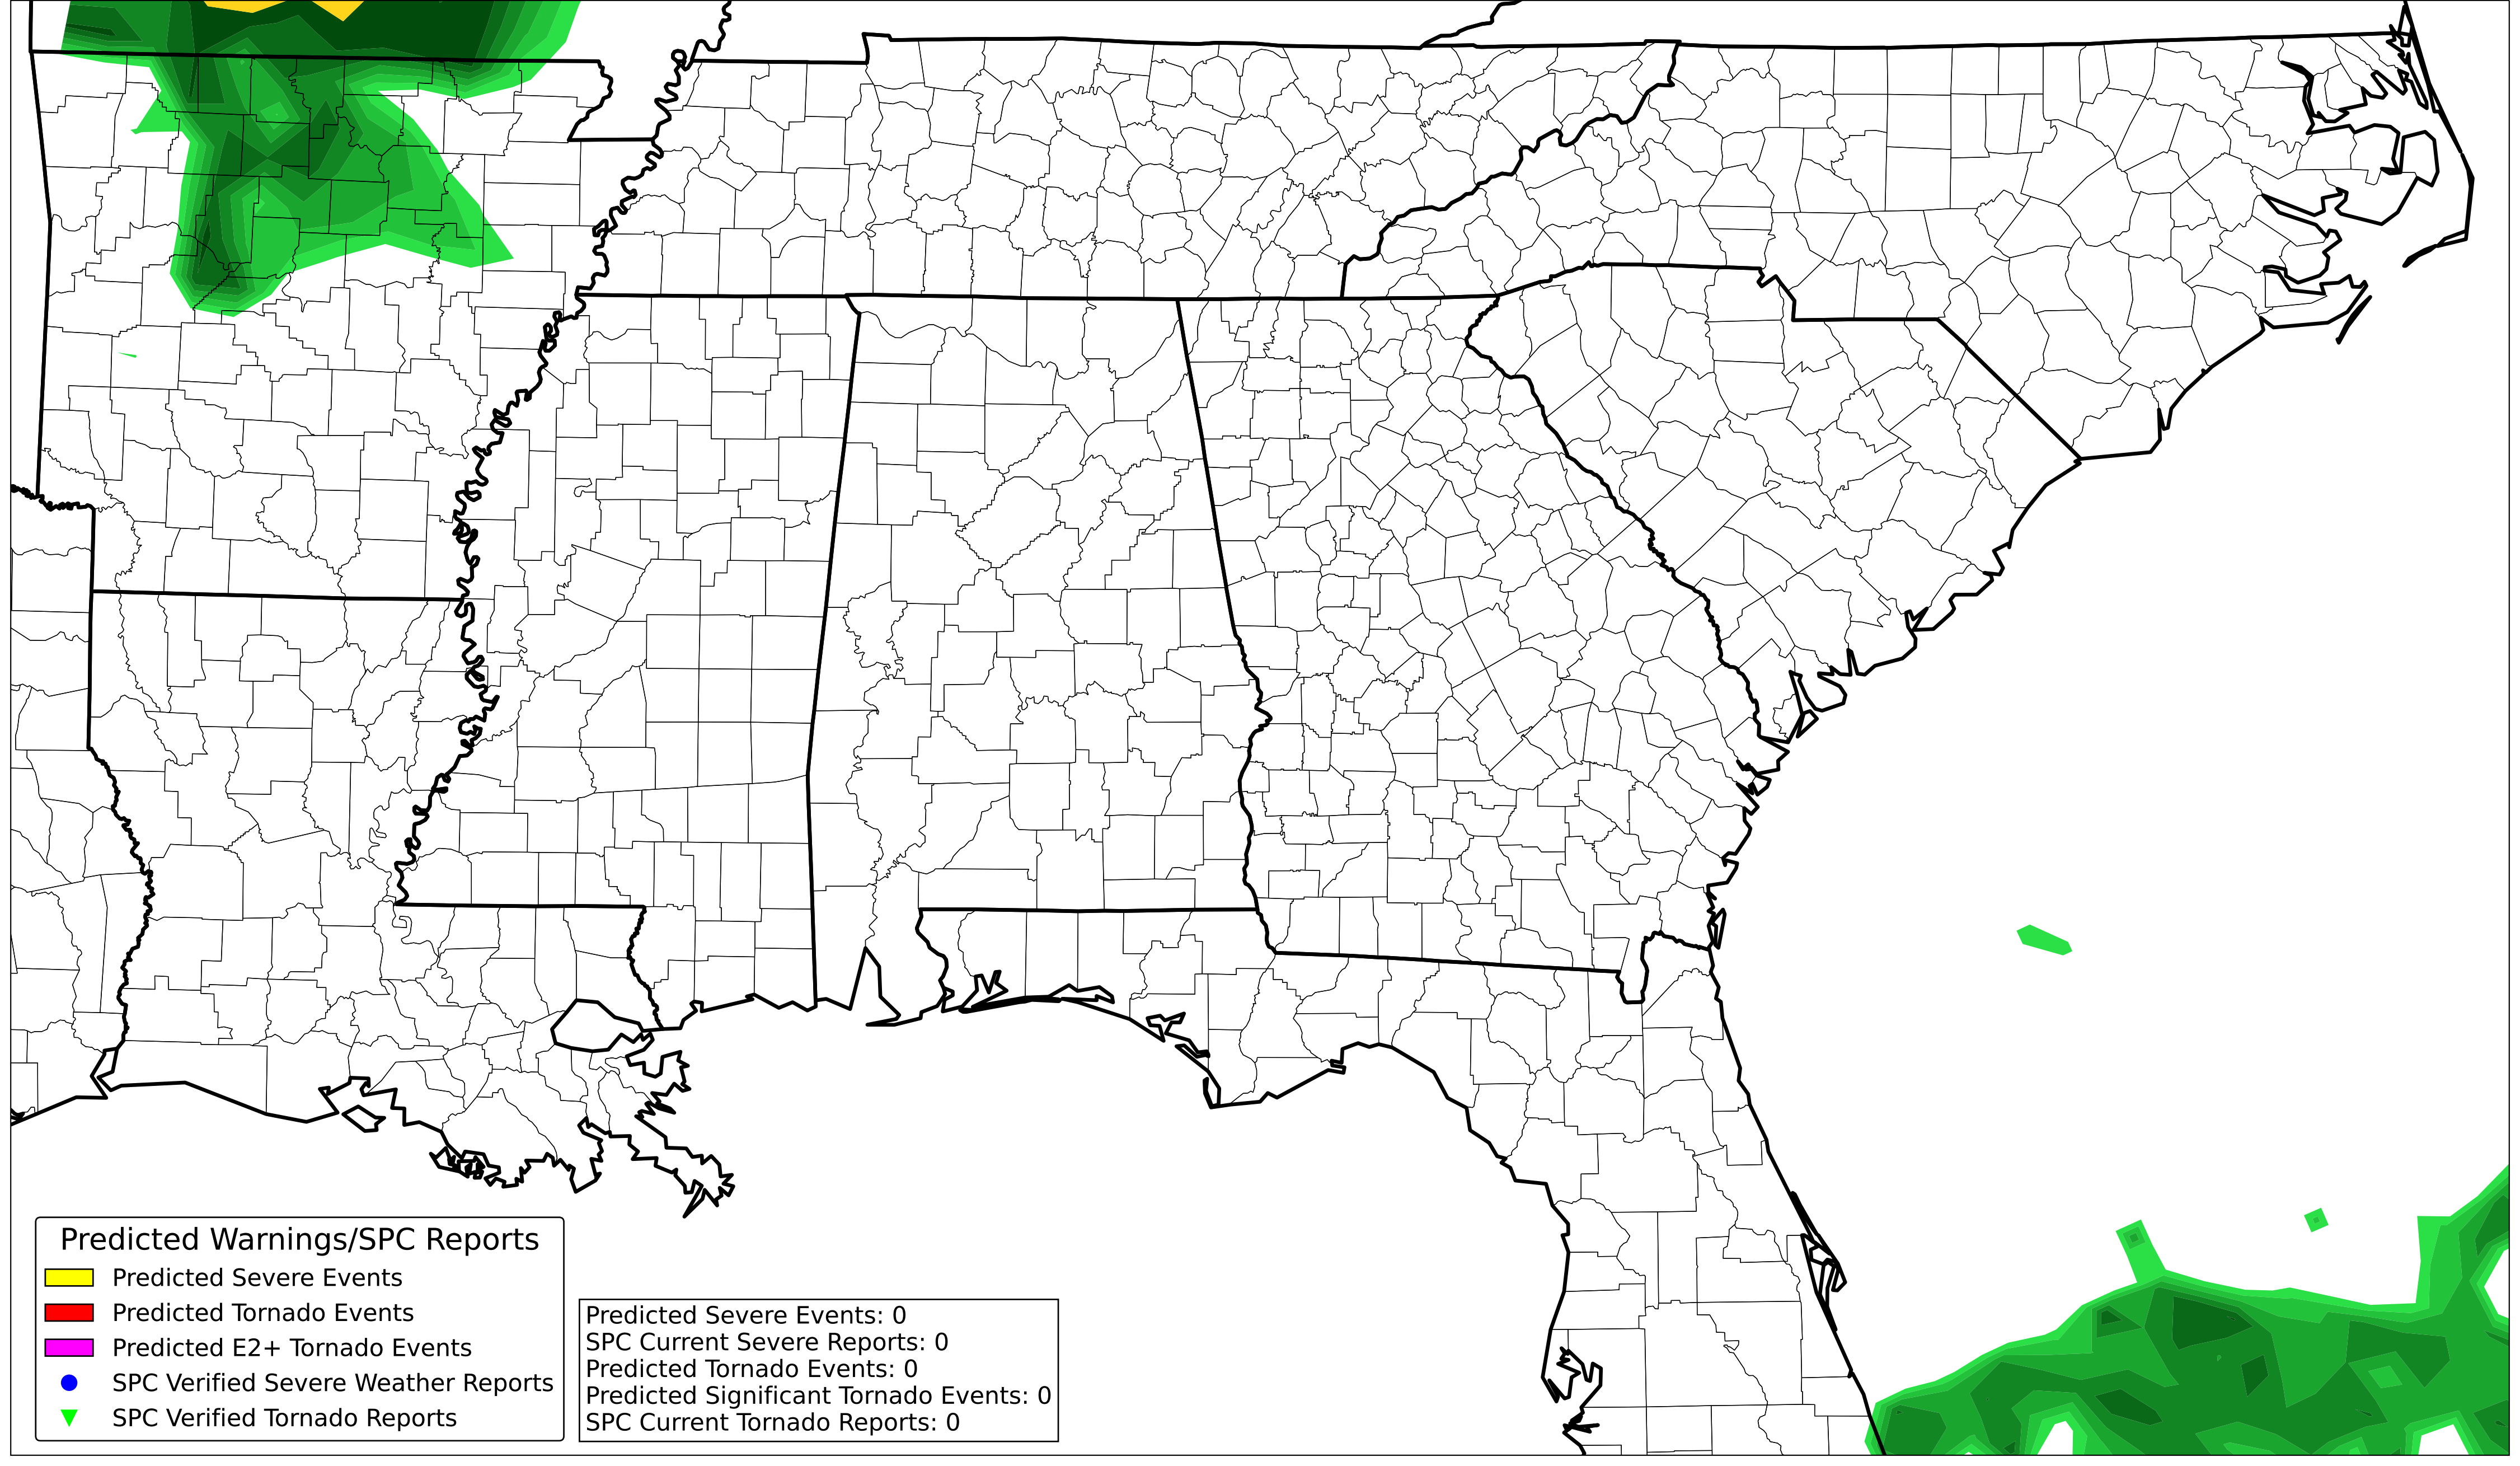 Predicted Warnings/SPC Reports
Predicted Severe Events
Predicted Tornado Events
Predicted E2+ Tornado Events
SPC Verified Severe Weather Reports
SPC Verified Tornado Reports
Predicted Severe Events: 0
SPC Current Severe Reports: 0
Predicted Tornado Events: 0
Predicted Significant Tornado Events: 0
SPC Current Tornado Reports: 0